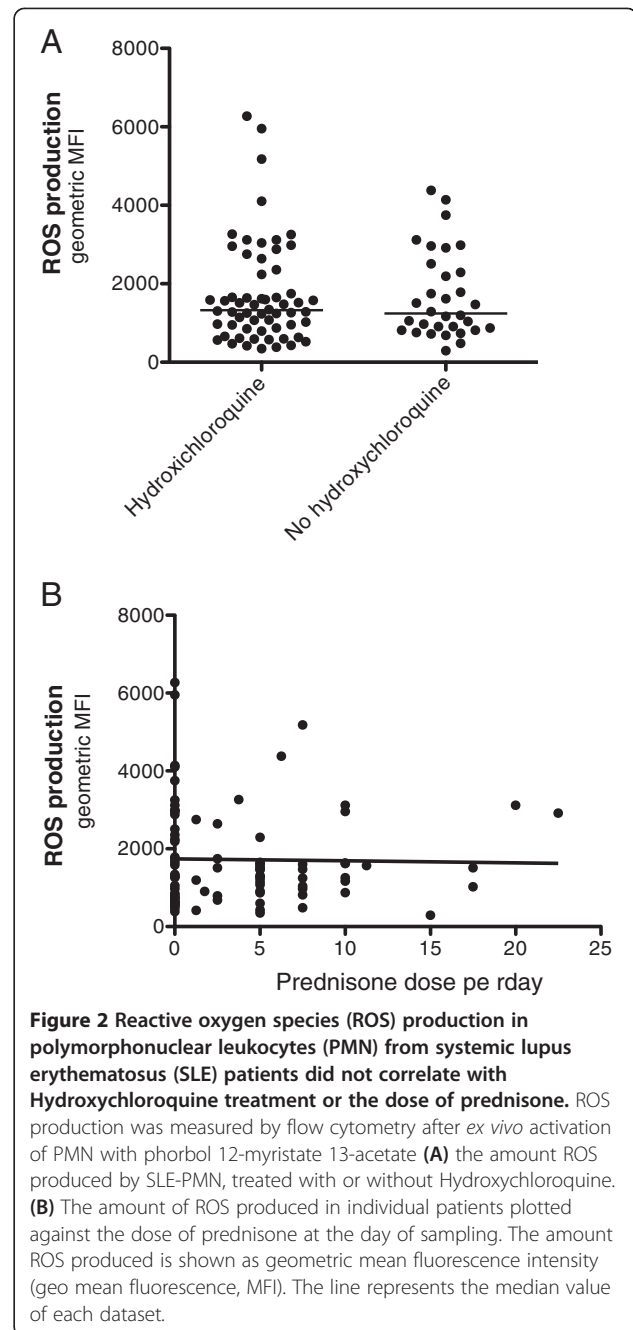 A
8000
6000
4000
2000
0
ROS production
geometric MFI
Hydroxichloroquine
No hydroxychloroquine
B
8000
6000
4000
2000
0
ROS production
geometric MFI
0 5 10 15 20 25
Prednisone dose per rday
Figure 2 Reactive oxygen species (ROS) production in
polymorphonuclear leukocytes (PMN) from systemic lupus
erythematosus (SLE) patients did not correlate with
Hydroxychloroquine treatment or the dose of prednisone. ROS
production was measured by flow cytometry after ex vivo activation
of PMN with phorbol 12-myristate 13-acetate (A) the amount ROS
produced by SLE-PMN, treated with or without Hydroxychloroquine.
(B) The amount of ROS produced in individual patients plotted
against the dose of prednisone at the day of sampling. The amount
ROS produced is shown as geometric mean fluorescence intensity
(geo mean fluorescence, MFI). The line represents the median value
of each dataset.